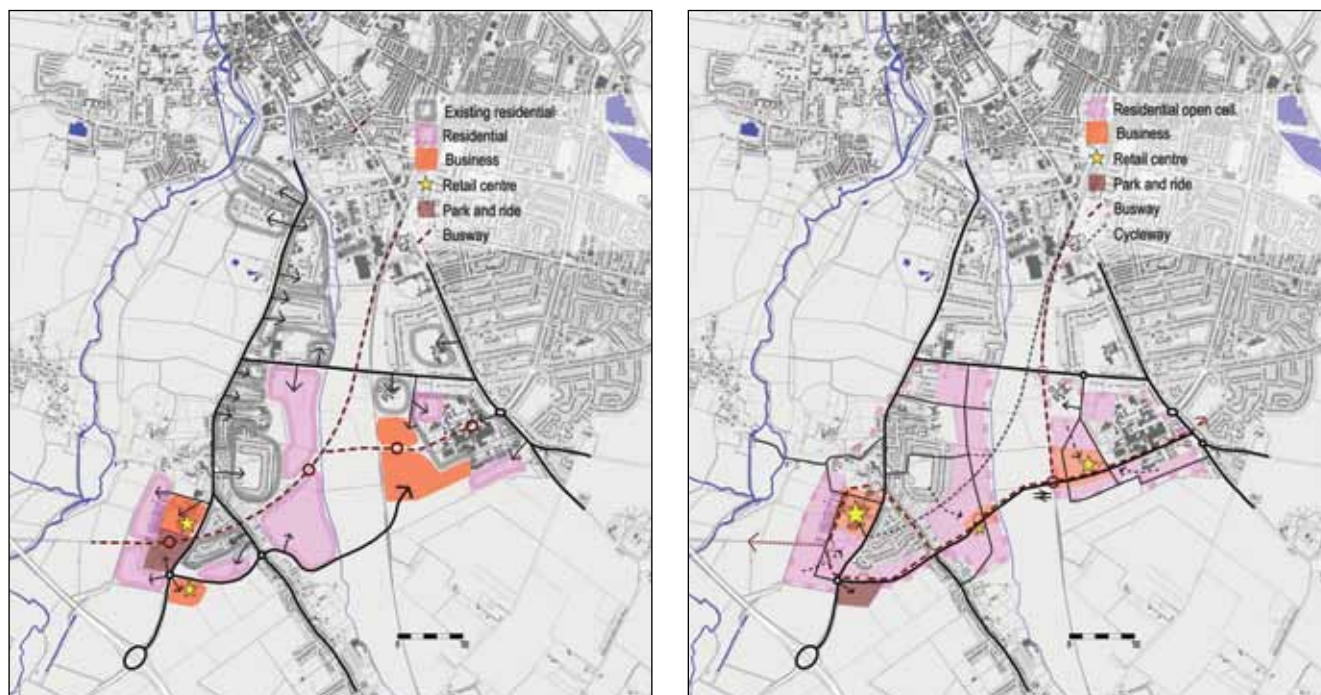 Existing residential
Residential
Business
Retail centre
Park and ride
Busway
Residential open cell
Business
Retail centre
Park and ride
Busway
Cycleway